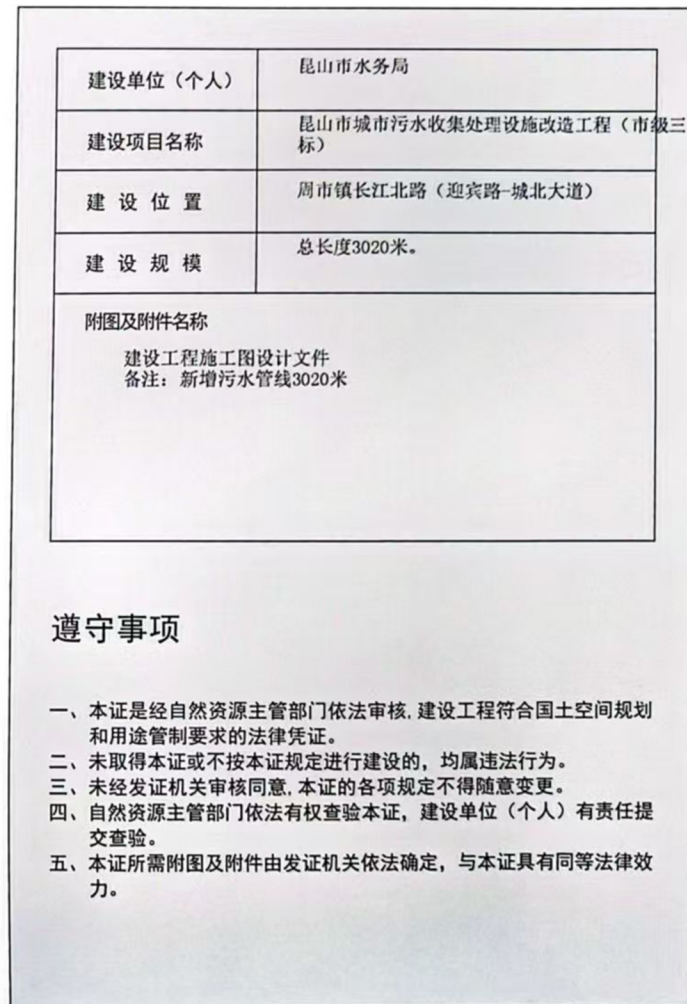 建设单位（个人）
昆山市水务局
建设项目名称
昆山市城市污水收集处理设施改造工程（市级三
标）
建设位置
周市镇长江北路（迎宾路-城北大道）
建设规模
总长度3020米。
附图及附件名称
建设工程施工图设计文件
备注：新增污水管线3020米
遵守事项
一、本证是经自然资源主管部门依法审核,建设工程符合国土空间规划
和用途管制要求的法律凭证。
二、未取得本证或不按本证规定进行建设的，均属违法行为。
三、未经发证机关审核同意,本证的各项规定不得随意变更。
四、自然资源主管部门依法有权查验本证，建设单位（个人）有责任提
交查验。
五、本证所需附图及附件由发证机关依法确定，与本证具有同等法律效
力。